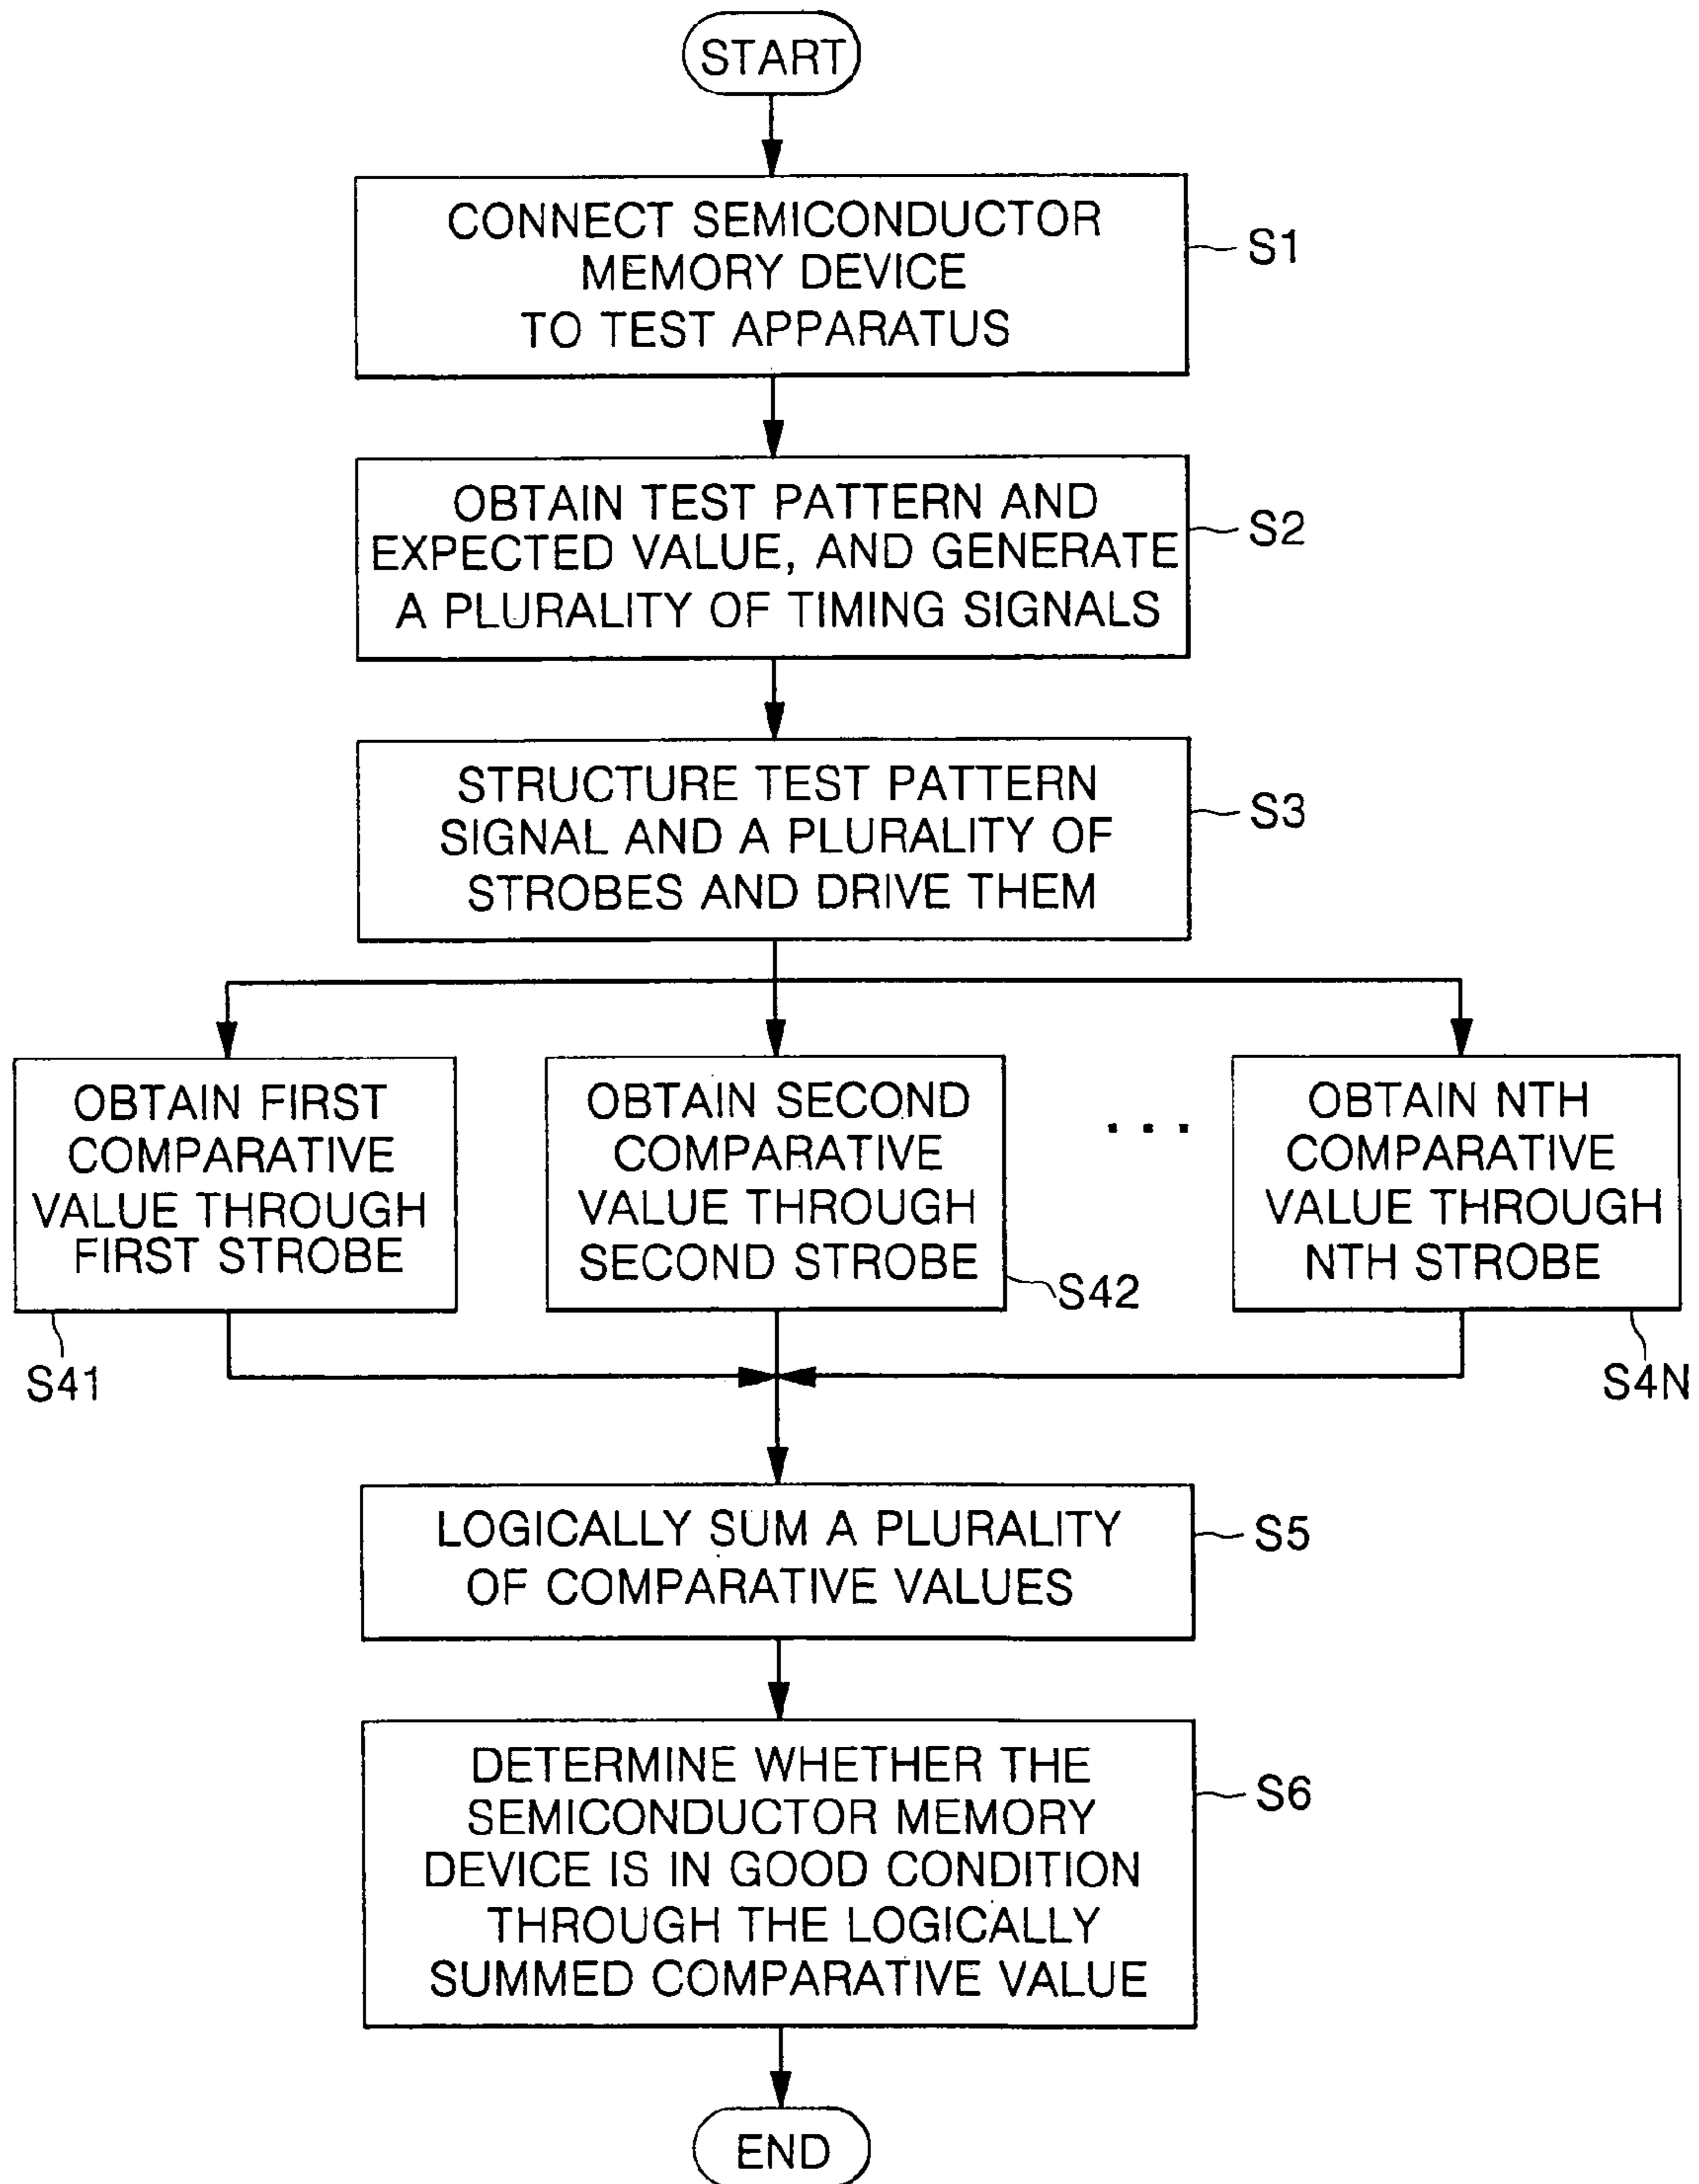 START
CONNECT SEMICONDUCTOR
MEMORY DEVICE
TO TEST APPARATUS
S1
OBTAIN TEST PATTERN AND
EXPECTED VALUE, AND GENERATE
A PLURALITY OF TIMING SIGNALS
S2
STRUCTURE TEST PATTERN
SIGNAL AND A PLURALITY OF
STROBES AND DRIVE THEM
S3
OBTAIN FIRST
COMPARATIVE
VALUE THROUGH
FIRST STROBE
S41
OBTAIN SECOND
COMPARATIVE
VALUE THROUGH
SECOND STROBE
S42
...
OBTAIN NTH
COMPARATIVE
VALUE THROUGH
NTH STROBE
S4N
LOGICALLY SUM A PLURALITY
OF COMPARATIVE VALUES
S5
DETERMINE WHETHER THE
SEMICONDUCTOR MEMORY
DEVICE IS IN GOOD CONDITION
THROUGH THE LOGICALLY
SUMMED COMPARATIVE VALUE
S6
END